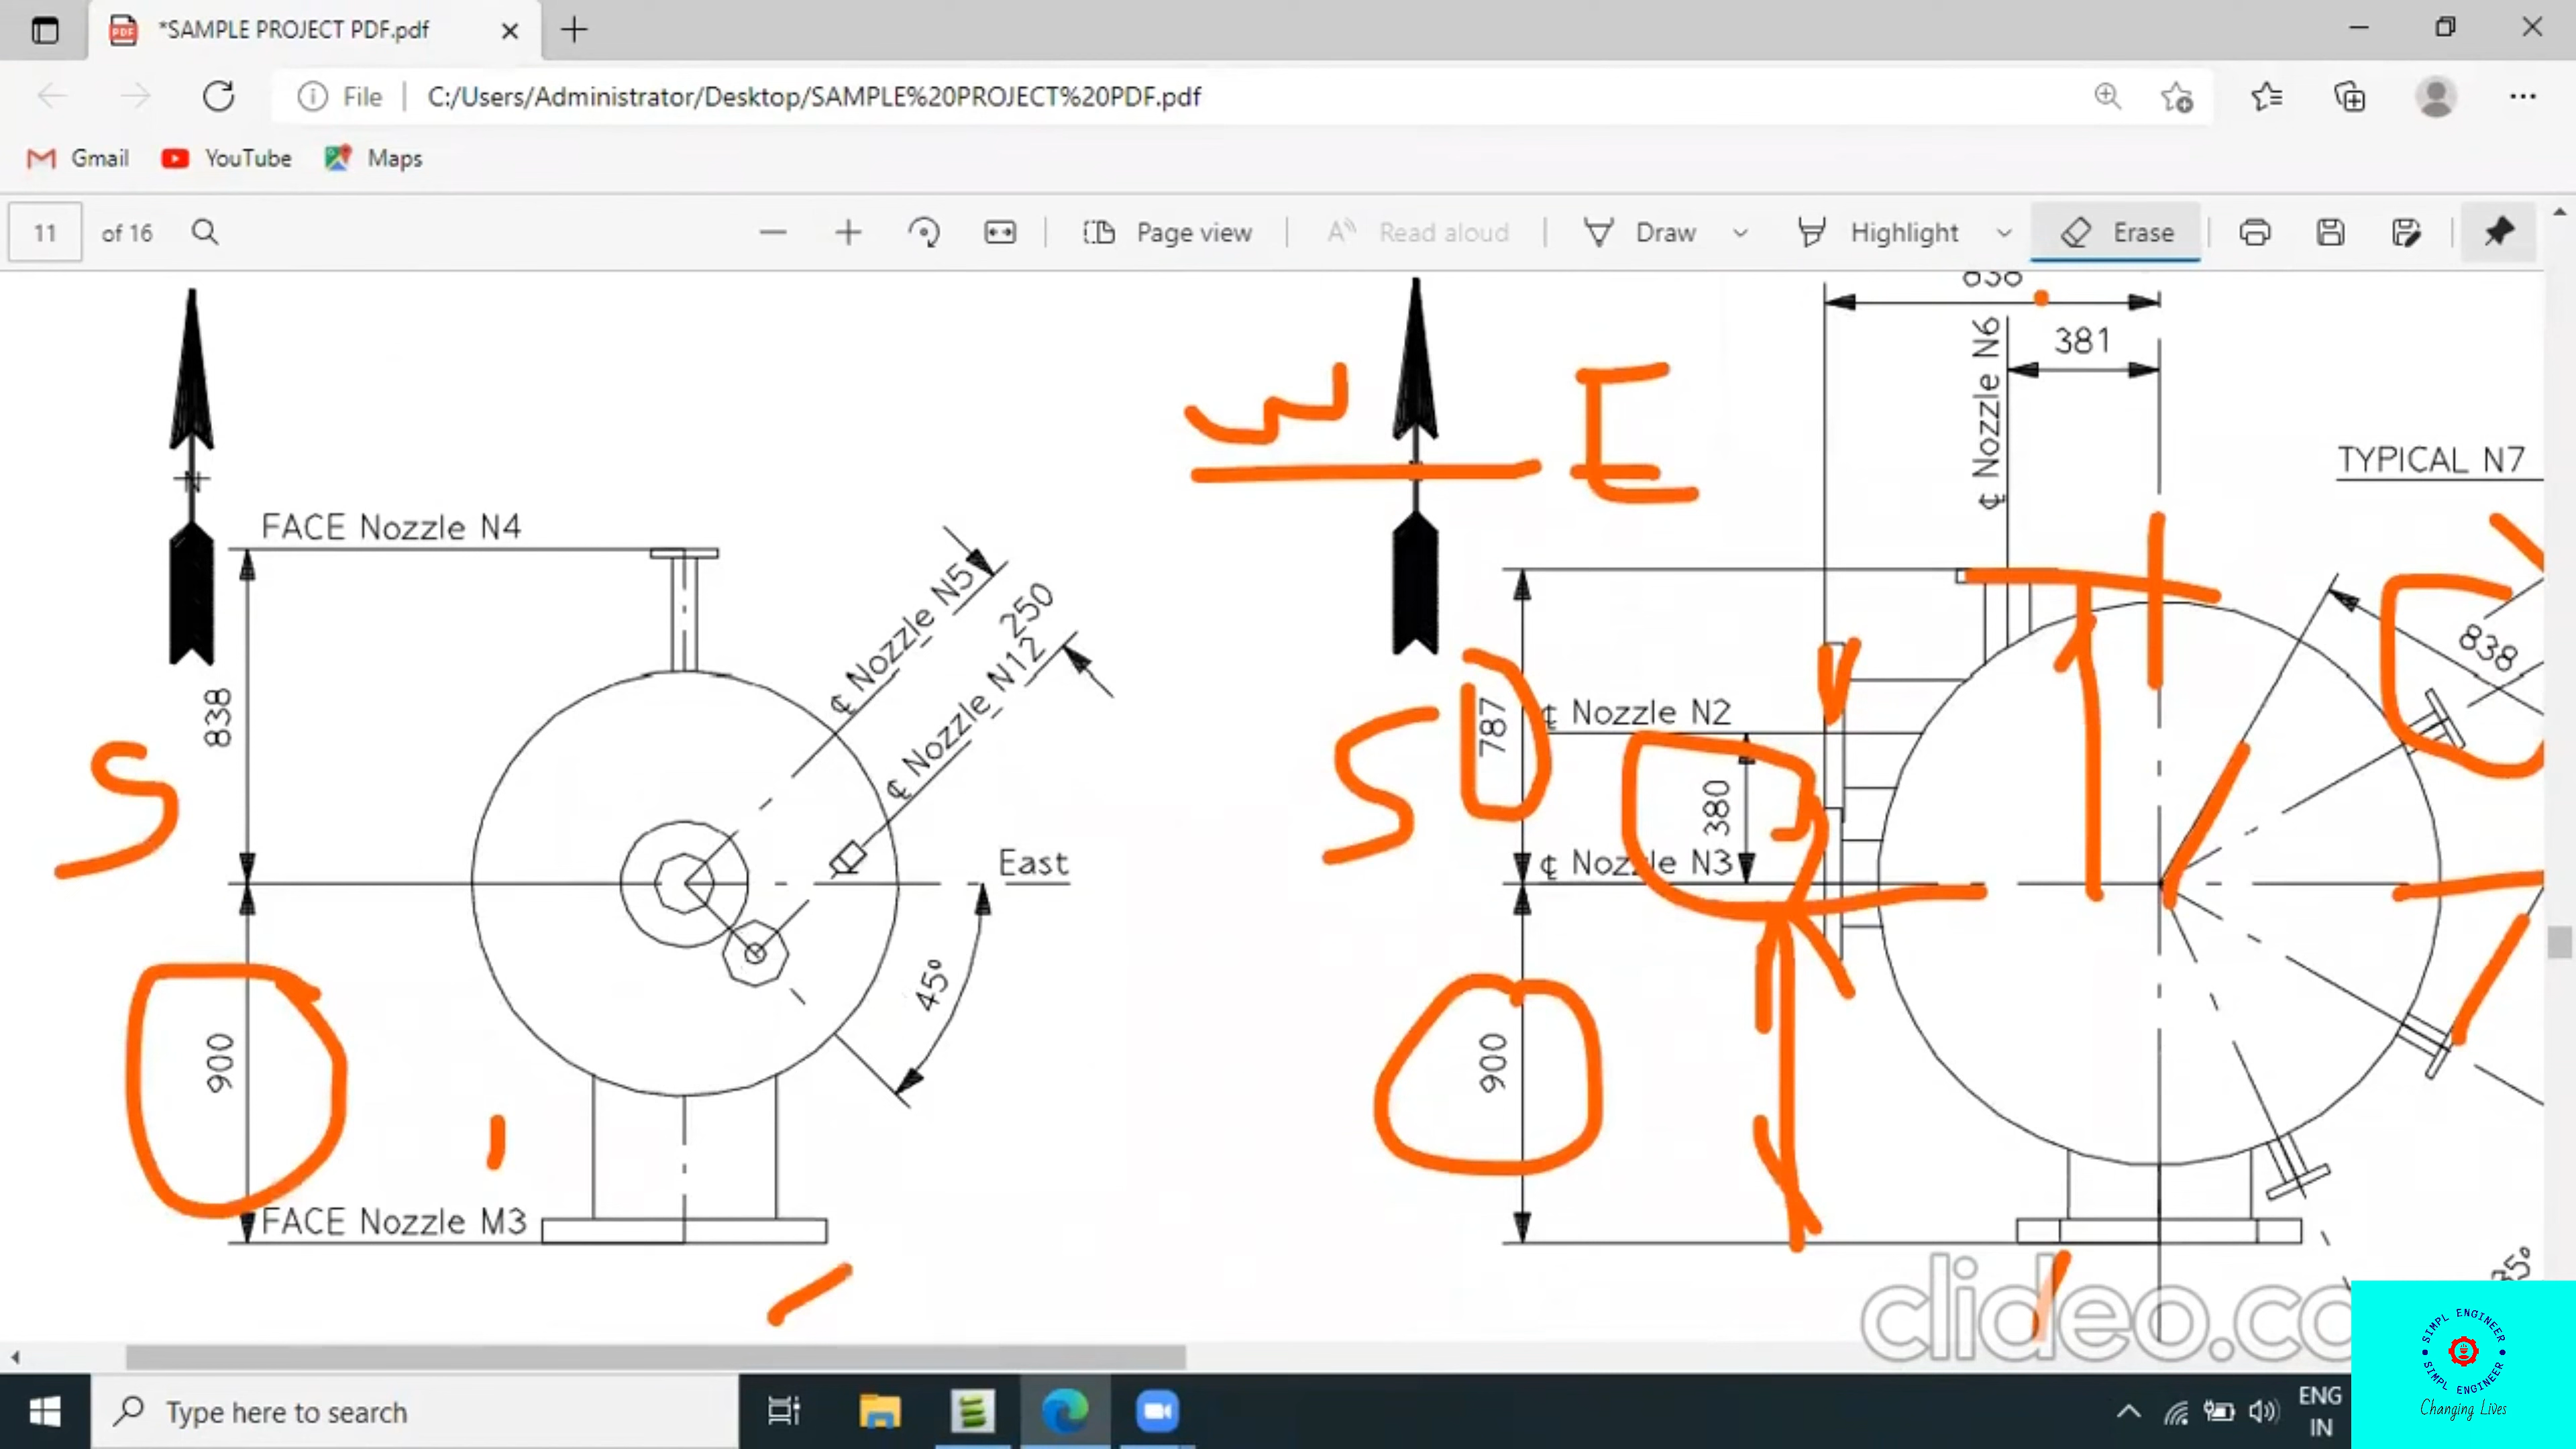 *SAMPLE PROJECT PDF.pdf
File | C:/Users/Administrator/Desktop/SAMPLE%20PROJECT%20PDF.pdf
Gmail YouTube Maps
11 of 16 Page view Read aloud Draw Highlight Erase
N
FACE Nozzle N4
838
900
℄ Nozzle N5
250
℄ Nozzle N12
East
45°
FACE Nozzle M3
S
W E
S
838
381
℄ Nozzle N6
TYPICAL N7
787
℄ Nozzle N2
380
℄ Nozzle N3
900
838
clideo.co
SIMPL ENGINEER
SIMPL ENGINEER
Changing Lives
Type here to search
ENG
IN